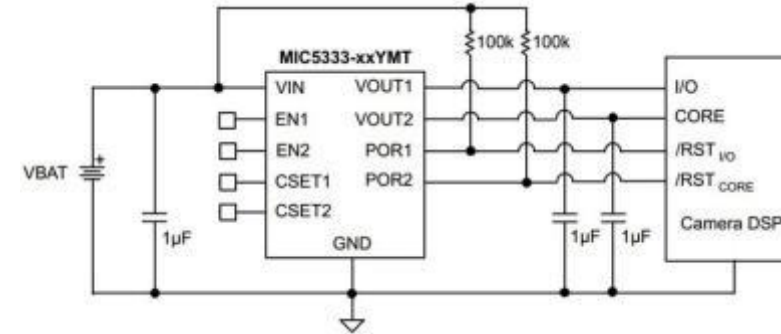 100k 100k
MIC5333-xxYMT
VIN VOUT1 I/O
EN1 VOUT2 CORE
EN2 POR1 /RST I/O
VBAT +
CSET1 POR2 /RST CORE
CSET2
1µF 1µF 1µF Camera DSP
GND